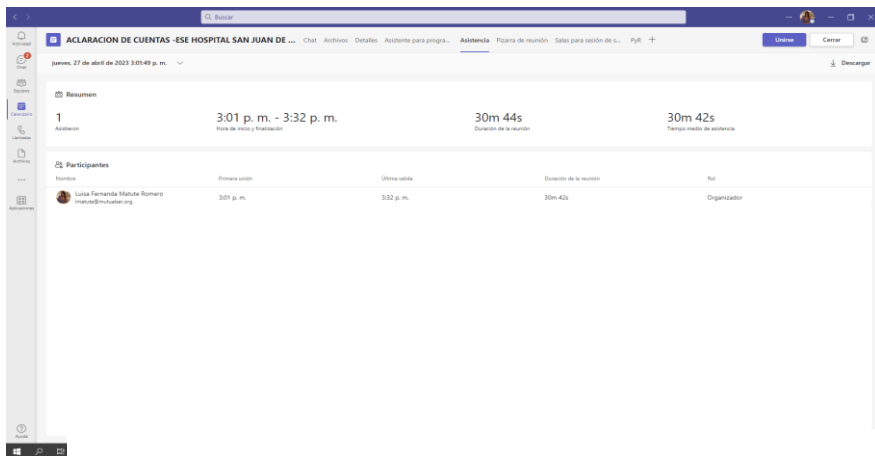 Buscar
Actividad
ACLARACION DE CUENTAS -ESE HOSPITAL SAN JUAN DE ... Chat Archivos Detalles Asistente para progra... Asistencia Pizarra de reunión Salas para sesión de c... PyR +
Unirse Cerrar
2
Chat
jueves, 27 de abril de 2023 3:01:49 p. m.
Descargar
Equipos
Resumen
Calendario
1 3:01 p. m. - 3:32 p. m. 30m 44s 30m 42s
Asistieron Hora de inicio y finalización Duración de la reunión Tiempo medio de asistencia
Llamadas
Archivos
Participantes
Nombre Primera unión Última salida Duración de la reunión Rol
Luisa Fernanda Matute Romero 3:01 p. m. 3:32 p. m. 30m 42s Organizador
lmatute@mutualser.org
Aplicaciones
Ayuda